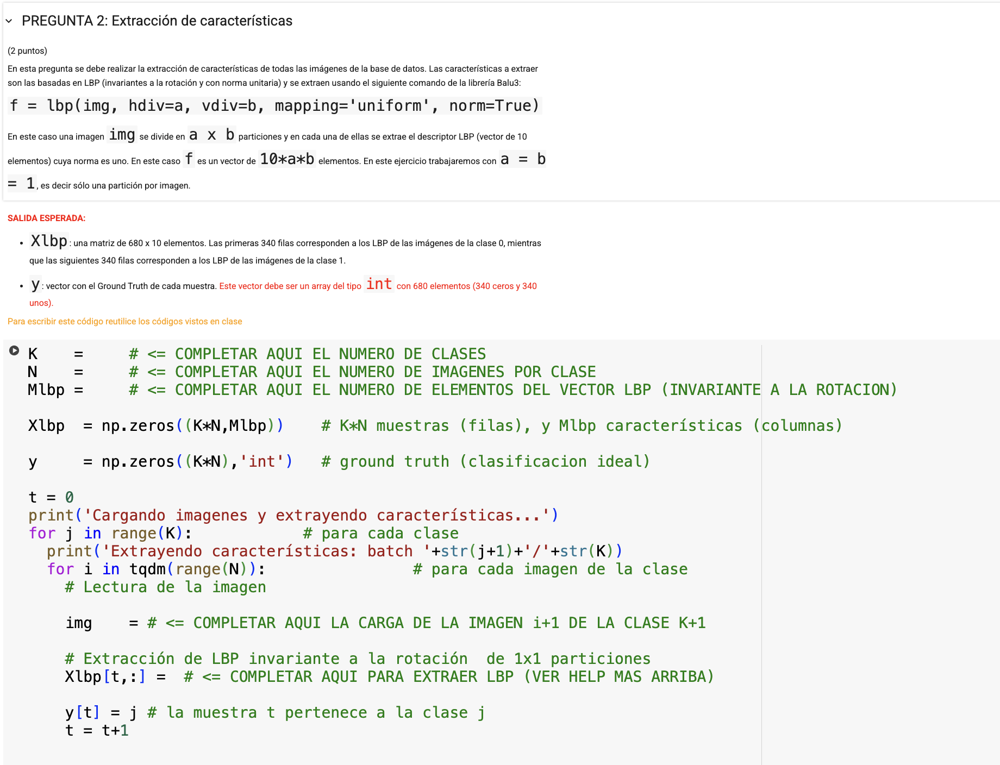 PREGUNTA 2: Extracción de características
(2 puntos)
En esta pregunta se debe realizar la extracción de características de todas las imágenes de la base de datos. Las características a extraer
son las basadas en LBP (invariantes a la rotación y con norma unitaria) y se extraen usando el siguiente comando de la librería Balu3:
f = lbp(img, hdiv=a, vdiv=b, mapping='uniform', norm=True)
En este caso una imagen img se divide en a x b particiones y en cada una de ellas se extrae el descriptor LBP (vector de 10
elementos) cuya norma es uno. En este caso f es un vector de 10*a*b elementos. En este ejercicio trabajaremos con a = b
= 1, es decir sólo una partición por imagen.
SALIDA ESPERADA:
• Xlbp: una matriz de 680 x 10 elementos. Las primeras 340 filas corresponden a los LBP de las imágenes de la clase 0, mientras
que las siguientes 340 filas corresponden a los LBP de las imágenes de la clase 1.
• y: vector con el Ground Truth de cada muestra. Este vector debe ser un array del tipo int con 680 elementos (340 ceros y 340
unos).
Para escribir este código reutilice los códigos vistos en clase
K    =     # <= COMPLETAR AQUI EL NUMERO DE CLASES
N    =     # <= COMPLETAR AQUI EL NUMERO DE IMAGENES POR CLASE
Mlbp =     # <= COMPLETAR AQUI EL NUMERO DE ELEMENTOS DEL VECTOR LBP (INVARIANTE A LA ROTACION)
Xlbp  = np.zeros((K*N,Mlbp))    # K*N muestras (filas), y Mlbp características (columnas)
y     = np.zeros((K*N),'int')   # ground truth (clasificacion ideal)
t = 0
print('Cargando imagenes y extrayendo características...')
for j in range(K):            # para cada clase
  print('Extrayendo características: batch '+str(j+1)+'/'+str(K))
  for i in tqdm(range(N)):                # para cada imagen de la clase
    # Lectura de la imagen
    img    = # <= COMPLETAR AQUI LA CARGA DE LA IMAGEN i+1 DE LA CLASE K+1
    # Extracción de LBP invariante a la rotación  de 1x1 particiones
    Xlbp[t,:] =  # <= COMPLETAR AQUI PARA EXTRAER LBP (VER HELP MAS ARRIBA)
    y[t] = j # la muestra t pertenece a la clase j
    t = t+1